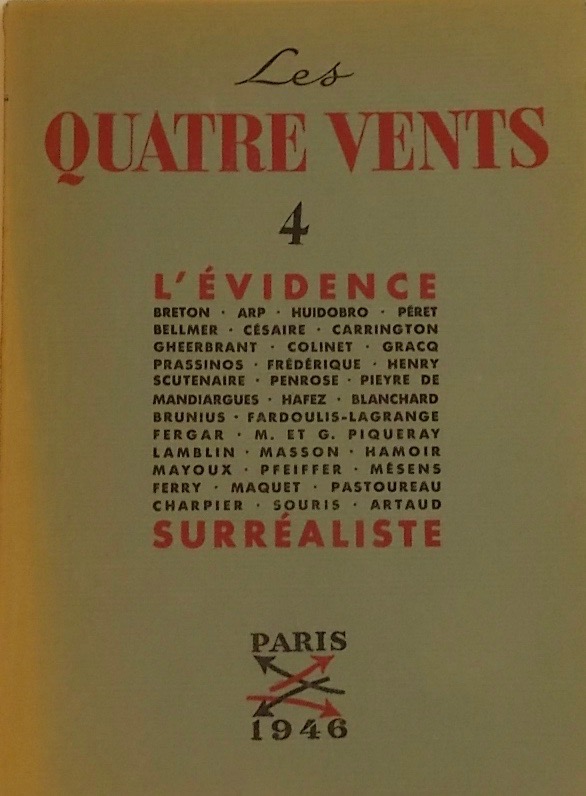 Les
QUATRE VENTS
4
L'ÉVIDENCE
BRETON · ARP · HUIDOBRO · PÉRET
BELLMER · CÉSAIRE · CARRINGTON
GHEERBRANT · COLINET · GRACQ
PRASSINOS · FRÉDÉRIQUE · HENRY
SCUTENAIRE · PENROSE · PIEYRE DE
MANDIARGUES · HAFEZ · BLANCHARD
BRUNIUS · FARDOULIS-LAGRANGE
FERGAR · M. ET G. PIQUERAY
LAMBLIN · MASSON · HAMOIR
MAYOUX · PFEIFFER · MÉSENS
FERRY · MAQUET · PASTOUREAU
CHARPIER · SOURIS · ARTAUD
SURRÉALISTE
PARIS
1946